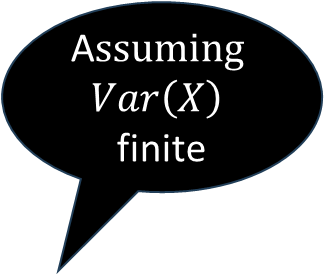 Assuming
Var(X)
finite